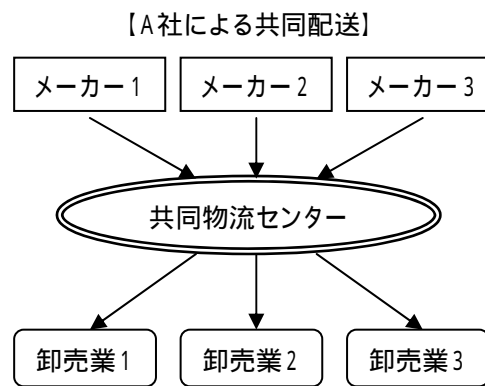 【A社による共同配送】
メーカー1 メーカー2 メーカー3
共同物流センター
卸売業1 卸売業2 卸売業3